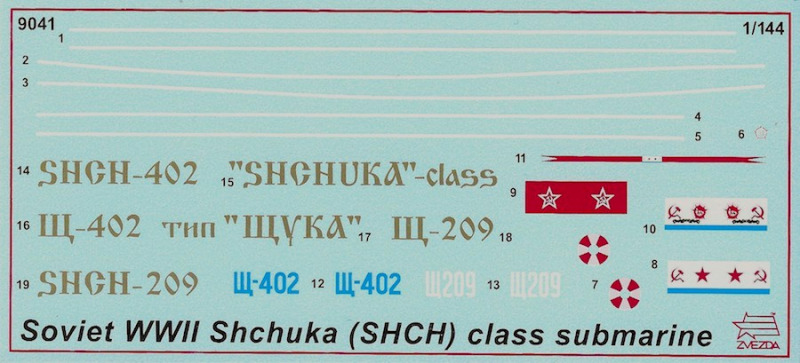 9041
1/144
1
2
3
4
5
6
14 SHCH-402 15 "SHCHUKA"-class
11
9
16 Щ-402 тип "ЩУКА" 17 Щ-209 18
10
19 SHCH-209 Щ-402 12 Щ-402 Щ209 13 Щ209
7
8
Soviet WWII Shchuka (SHCH) class submarine
ZVEZDA